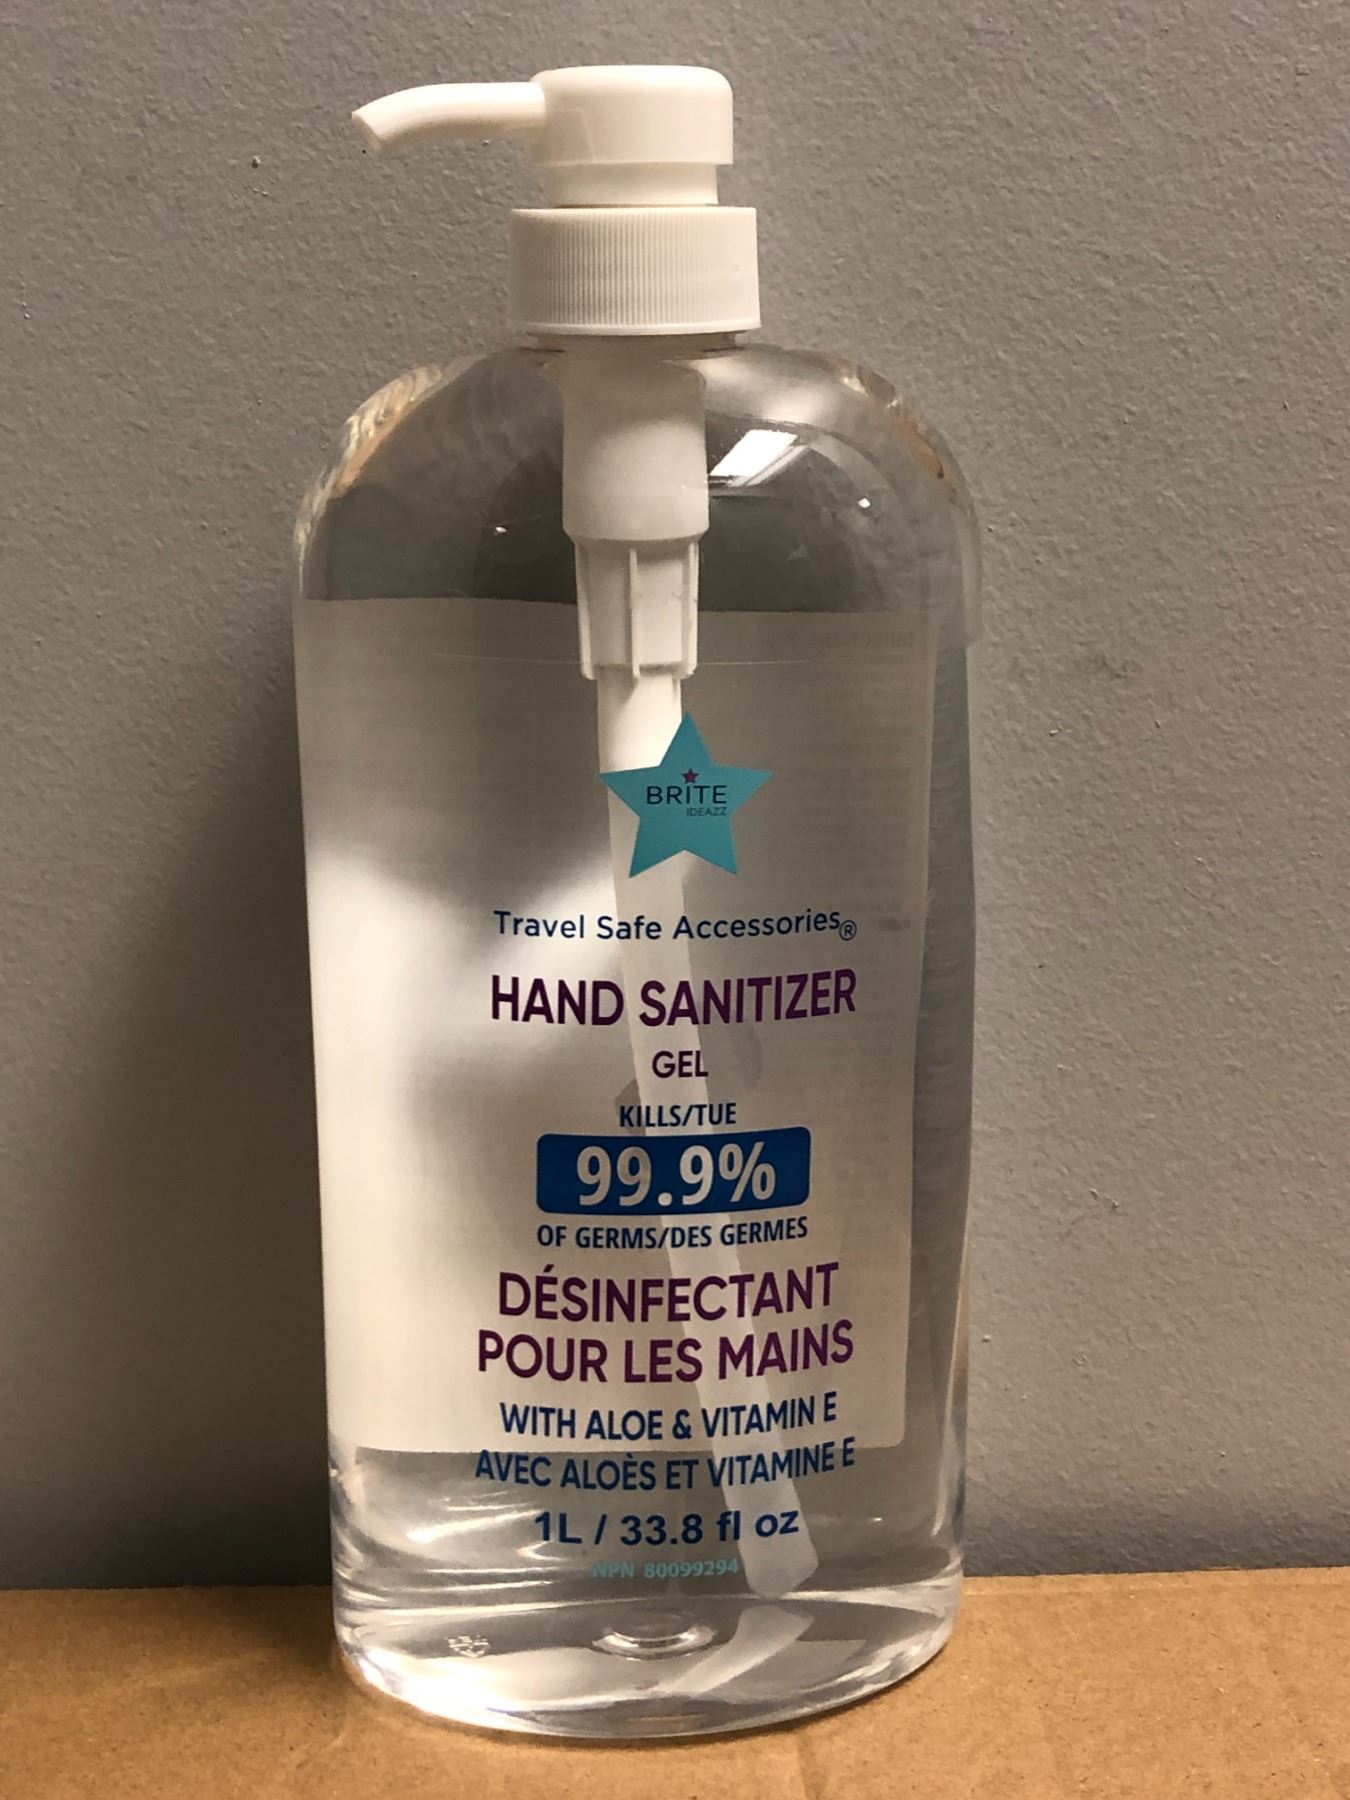 BRITE
IDEAZZ
Travel Safe Accessories®
HAND SANITIZER
GEL
KILLS/TUE
99.9%
OF GERMS/DES GERMES
DÉSINFECTANT
POUR LES MAINS
WITH ALOE & VITAMIN E
AVEC ALOÈS ET VITAMINE E
1L / 33.8 fl oz
NPN 80099294